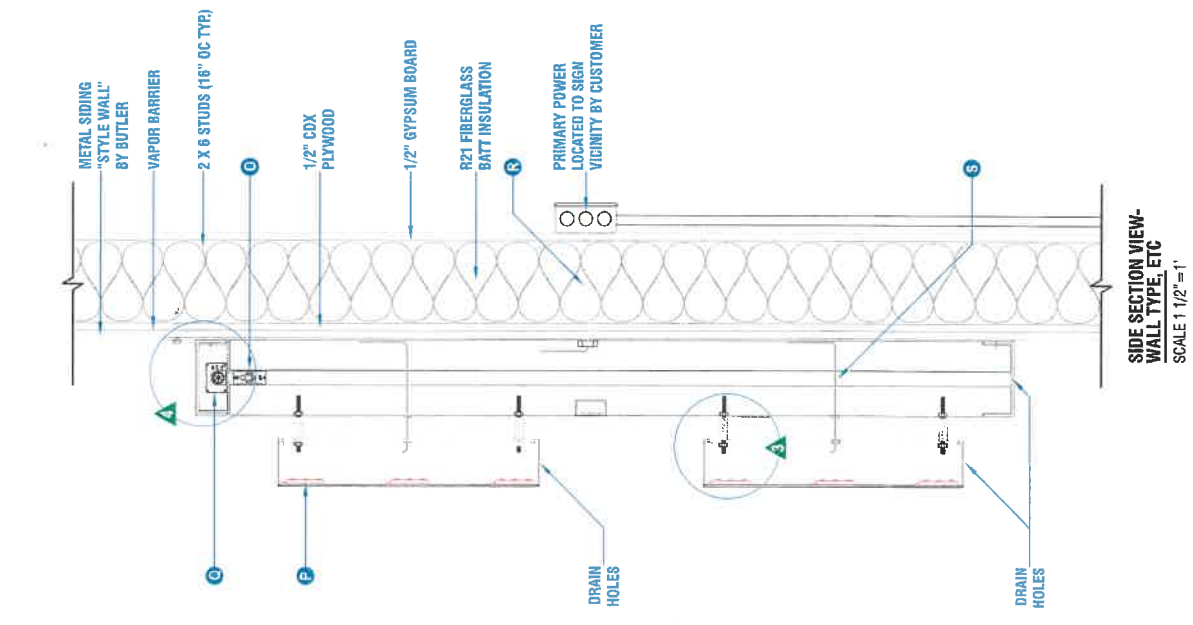 METAL SIDING
"STYLE WALL"
BY BUTLER
VAPOR BARRIER
2 X 6 STUDS (16" OC TYP.)
Q
1/2" CDX
PLYWOOD
1/2" GYPSUM BOARD
R21 FIBERGLASS
BATT INSULATION
R
PRIMARY POWER
LOCATED TO SIGN
VICINITY BY CUSTOMER
S
4
3
Q
P
DRAIN
HOLES
DRAIN
HOLES
SIDE SECTION VIEW-
WALL TYPE, ETC
SCALE 1 1/2"=1'